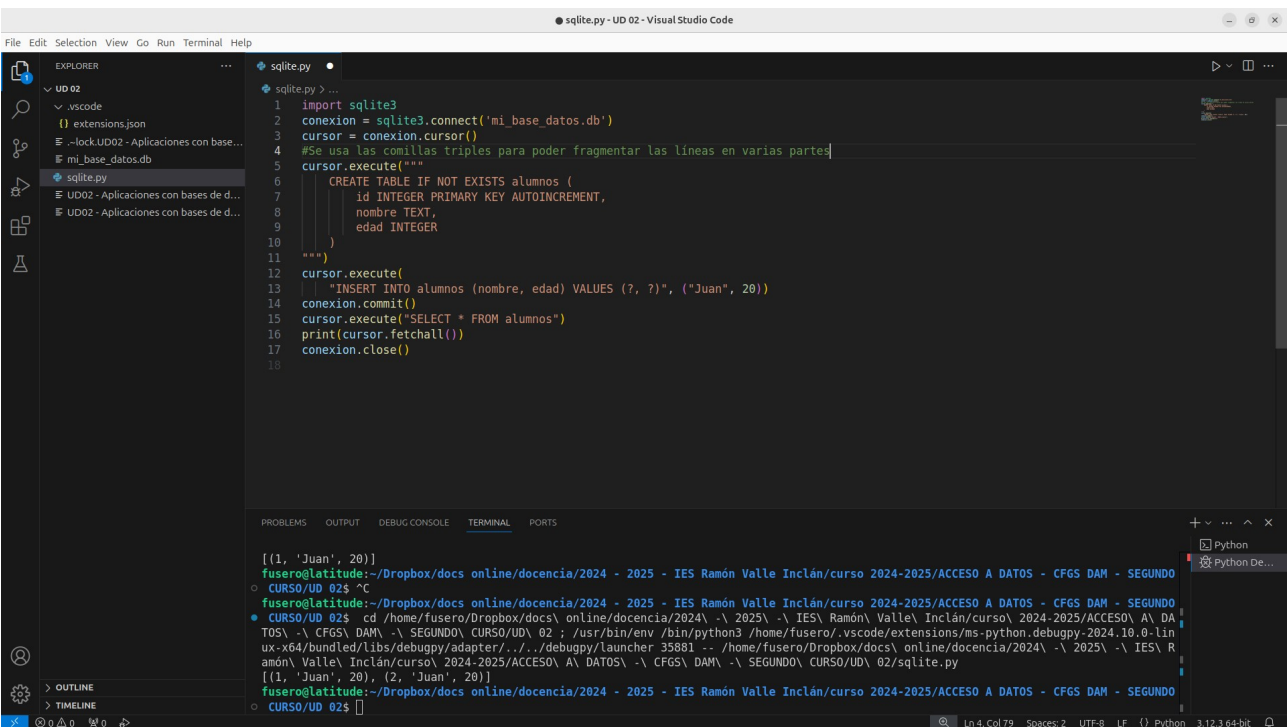 sqlite.py - UD 02 - Visual Studio Code
File Edit Selection View Go Run Terminal Help
EXPLORER
UD 02
.vscode
{} extensions.json
.~lock.UD02 - Aplicaciones con base...
mi_base_datos.db
sqlite.py
UD02 - Aplicaciones con bases de d...
UD02 - Aplicaciones con bases de d...
OUTLINE
TIMELINE
sqlite.py
sqlite.py > ...
1 import sqlite3
2 conexion = sqlite3.connect('mi_base_datos.db')
3 cursor = conexion.cursor()
4 #Se usa las comillas triples para poder fragmentar las líneas en varias partes
5 cursor.execute("""
6 CREATE TABLE IF NOT EXISTS alumnos (
7 id INTEGER PRIMARY KEY AUTOINCREMENT,
8 nombre TEXT,
9 edad INTEGER
10 )
11 """)
12 cursor.execute(
13 "INSERT INTO alumnos (nombre, edad) VALUES (?, ?)", ("Juan", 20))
14 conexion.commit()
15 cursor.execute("SELECT * FROM alumnos")
16 print(cursor.fetchall())
17 conexion.close()
18
PROBLEMS OUTPUT DEBUG CONSOLE TERMINAL PORTS
[(1, 'Juan', 20)]
fusero@latitude:~/Dropbox/docs online/docencia/2024 - 2025 - IES Ramón Valle Inclán/curso 2024-2025/ACCESO A DATOS - CFGS DAM - SEGUNDO
CURSO/UD 02$ ^C
fusero@latitude:~/Dropbox/docs online/docencia/2024 - 2025 - IES Ramón Valle Inclán/curso 2024-2025/ACCESO A DATOS - CFGS DAM - SEGUNDO
CURSO/UD 02$ cd /home/fusero/Dropbox/docs\ online/docencia/2024\ -\ 2025\ -\ IES\ Ramón\ Valle\ Inclán/curso\ 2024-2025/ACCESO\ A\ DA
TOS\ -\ CFGS\ DAM\ -\ SEGUNDO\ CURSO/UD\ 02 ; /usr/bin/env /bin/python3 /home/fusero/.vscode/extensions/ms-python.debugpy-2024.10.0-lin
ux-x64/bundled/libs/debugpy/adapter/../../debugpy/launcher 35881 -- /home/fusero/Dropbox/docs\ online/docencia/2024\ -\ 2025\ -\ IES\ R
amón\ Valle\ Inclán/curso\ 2024-2025/ACCESO\ A\ DATOS\ -\ CFGS\ DAM\ -\ SEGUNDO\ CURSO/UD\ 02/sqlite.py
[(1, 'Juan', 20), (2, 'Juan', 20)]
fusero@latitude:~/Dropbox/docs online/docencia/2024 - 2025 - IES Ramón Valle Inclán/curso 2024-2025/ACCESO A DATOS - CFGS DAM - SEGUNDO
CURSO/UD 02$
Python
Python De...
0 0 0 Ln 4, Col 79 Spaces: 2 UTF-8 LF {} Python 3.12.3 64-bit